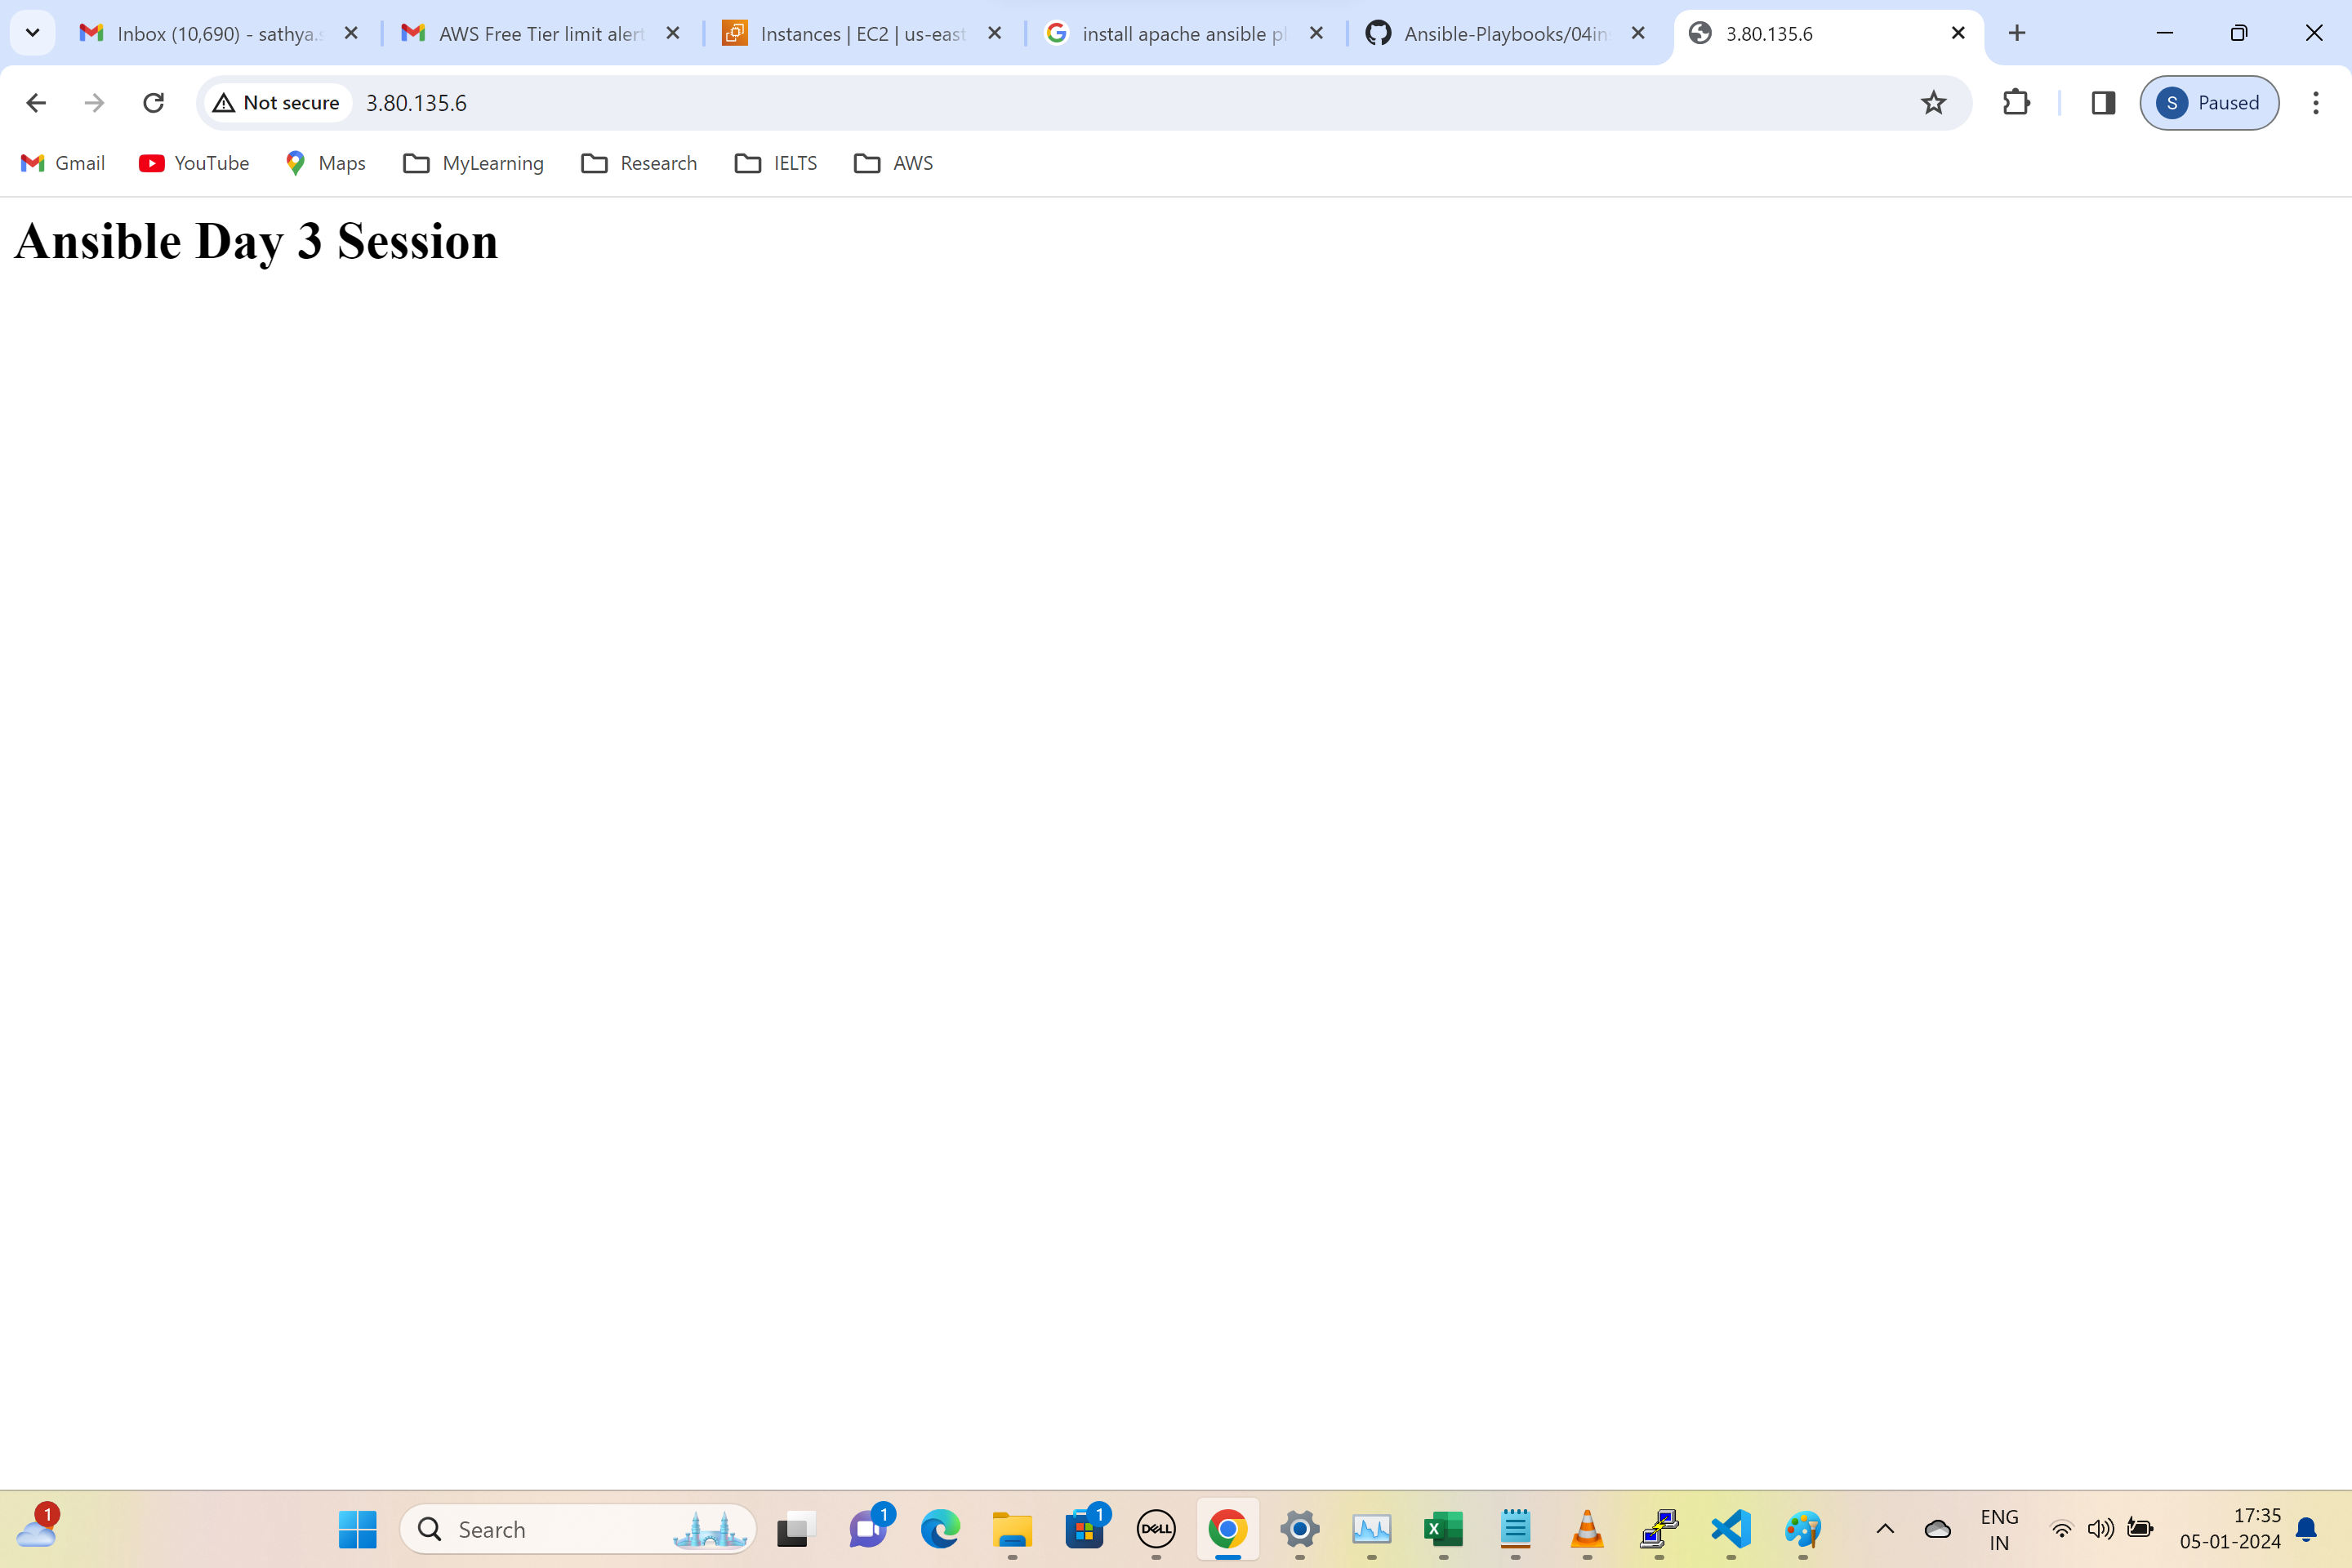 Inbox (10,690) - sathya.s
AWS Free Tier limit alert
Instances | EC2 | us-east
install apache ansible pl
Ansible-Playbooks/04in
3.80.135.6
Not secure
3.80.135.6
S
Paused
Gmail
YouTube
Maps
MyLearning
Research
IELTS
AWS
Ansible Day 3 Session
1
Search
1
1
DELL
X
ENG
IN
17:35
05-01-2024